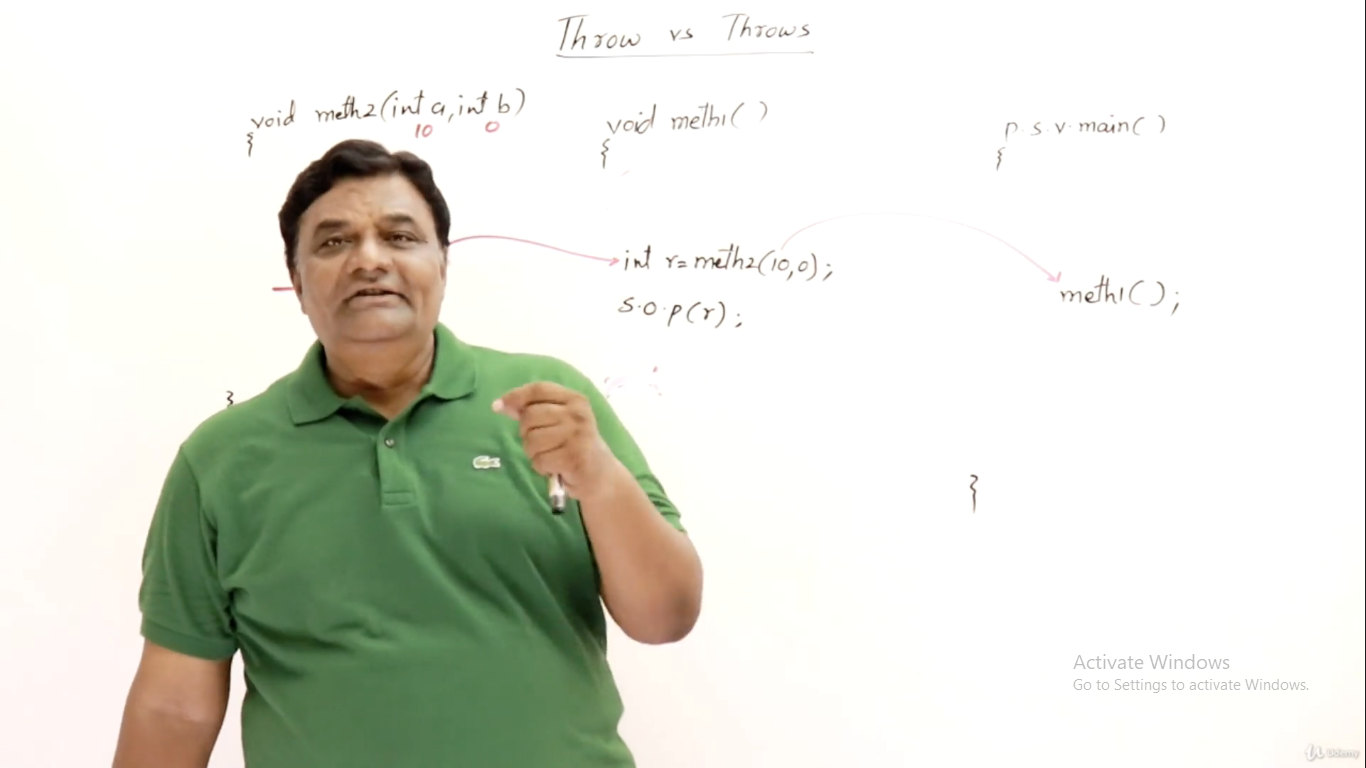 Throw vs Throws
void meth2(int a, int b)
10 0
{
}
void meth1( )
{
int r= meth2(10,0);
S.O.P(r);
p.s.v.main( )
{
meth1( );
}
Activate Windows
Go to Settings to activate Windows.
Udemy